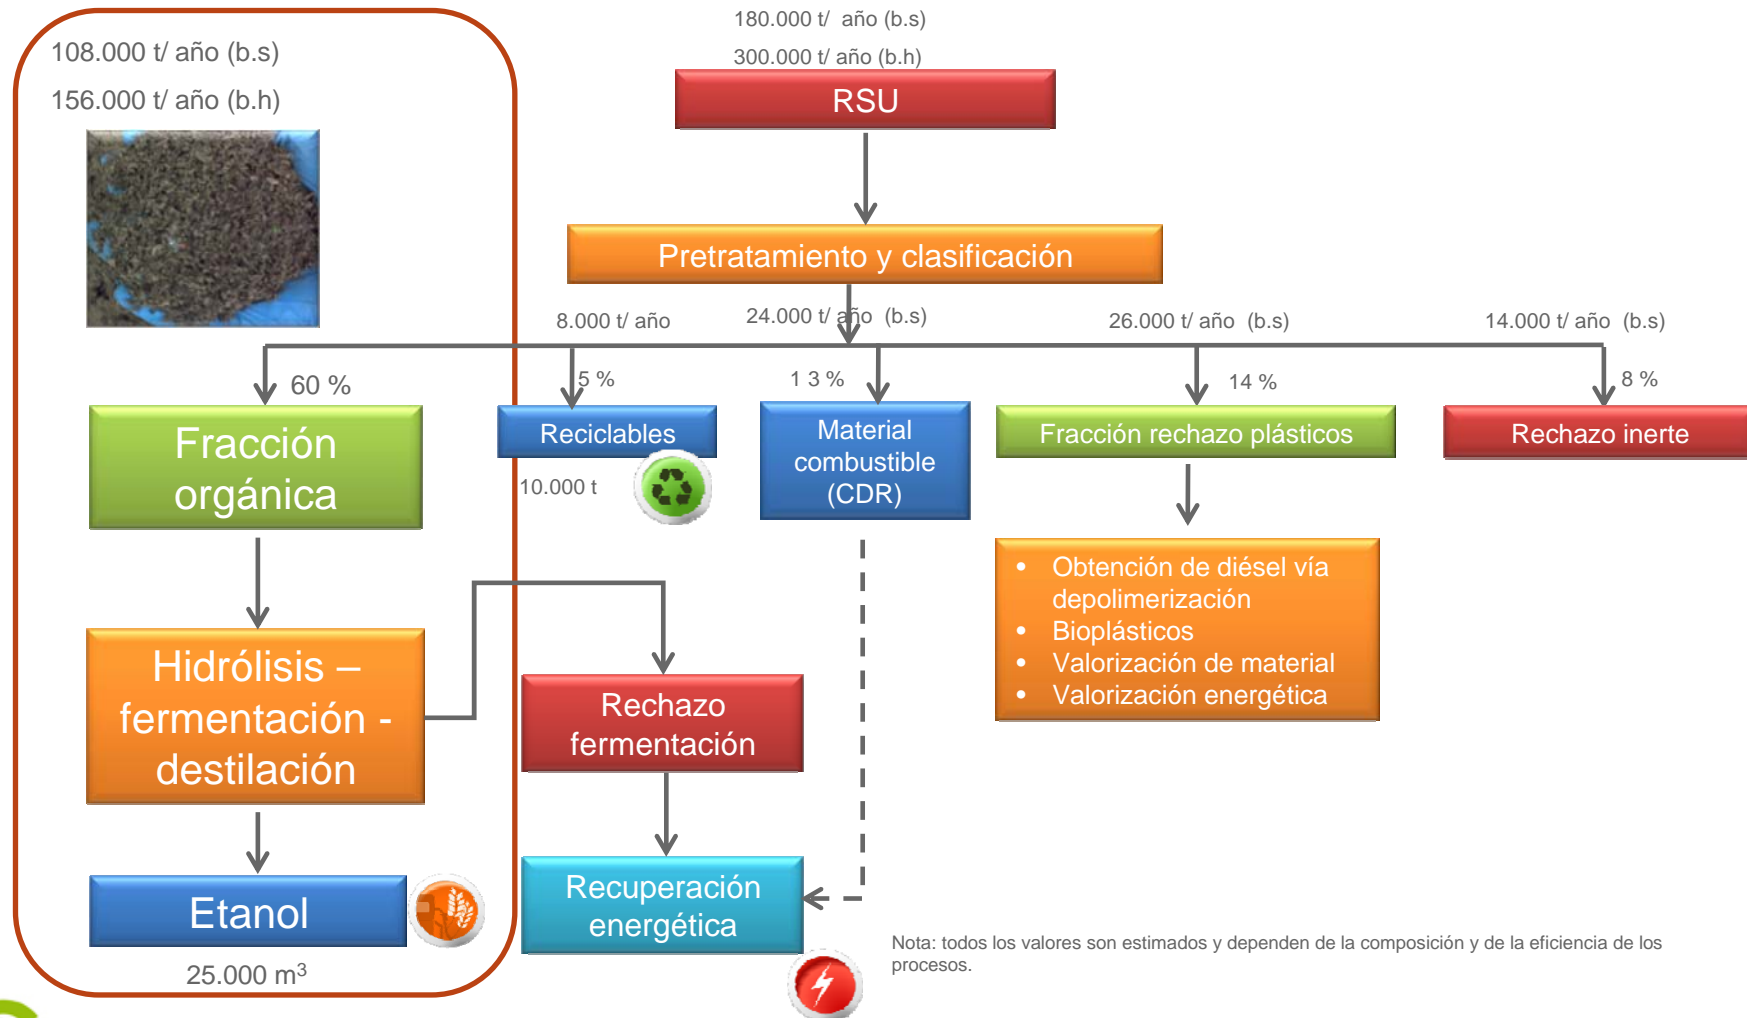 180.000 t/ año (b.s)
300.000 t/ año (b.h)
108.000 t/ año (b.s)
156.000 t/ año (b.h)
RSU
Pretratamiento y clasificación
8.000 t/ año
24.000 t/ año (b.s)
26.000 t/ año (b.s)
14.000 t/ año (b.s)
60 %
5 %
1 3 %
14 %
8 %
Fracción
orgánica
Reciclables
10.000 t
Material
combustible
(CDR)
Fracción rechazo plásticos
Rechazo inerte
• Obtención de diésel vía
depolimerización
• Bioplásticos
• Valorización de material
• Valorización energética
Hidrólisis –
fermentación -
destilación
Rechazo
fermentación
Etanol
25.000 m³
Recuperación
energética
Nota: todos los valores son estimados y dependen de la composición y de la eficiencia de los
procesos.